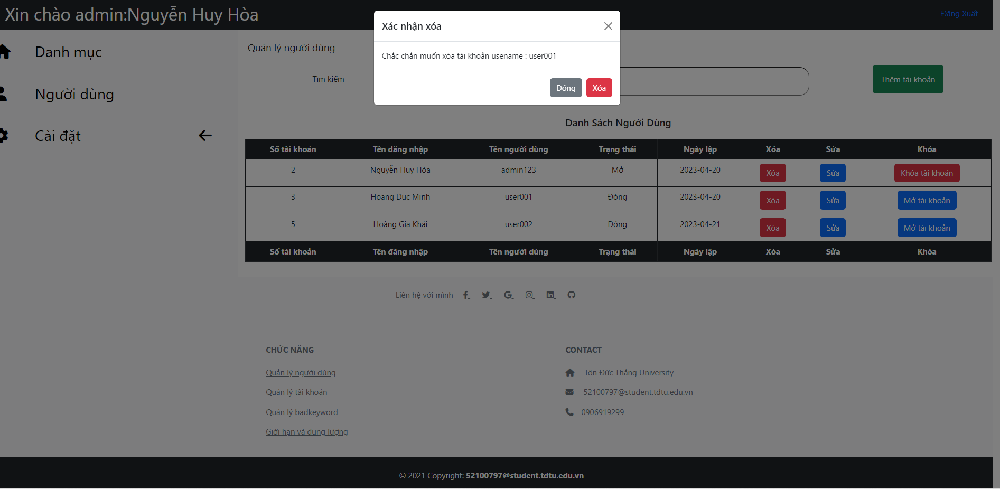 Xin chào admin:Nguyễn Huy Hòa
Đăng Xuất
Xác nhận xóa
Chắc chắn muốn xóa tài khoản usename : user001
Đóng Xóa
Danh mục
Người dùng
Cài đặt
Quản lý người dùng
Tìm kiếm
Thêm tài khoản
Danh Sách Người Dùng
Số tài khoản Tên đăng nhập Tên người dùng Trạng thái Ngày lập Xóa Sửa Khóa
2 Nguyễn Huy Hòa admin123 Mở 2023-04-20 Xóa Sửa Khóa tài khoản
3 Hoang Duc Minh user001 Đóng 2023-04-20 Xóa Sửa Mở tài khoản
5 Hoàng Gia Khải user002 Đóng 2023-04-21 Xóa Sửa Mở tài khoản
Số tài khoản Tên đăng nhập Tên người dùng Trạng thái Ngày lập Xóa Sửa Khóa
Liên hệ với mình
CHỨC NĂNG
Quản lý người dùng
Quản lý tài khoản
Quản lý badkeyword
Giới hạn và dung lượng
CONTACT
Tôn Đức Thắng University
52100797@student.tdtu.edu.vn
0906919299
© 2021 Copyright: 52100797@student.tdtu.edu.vn